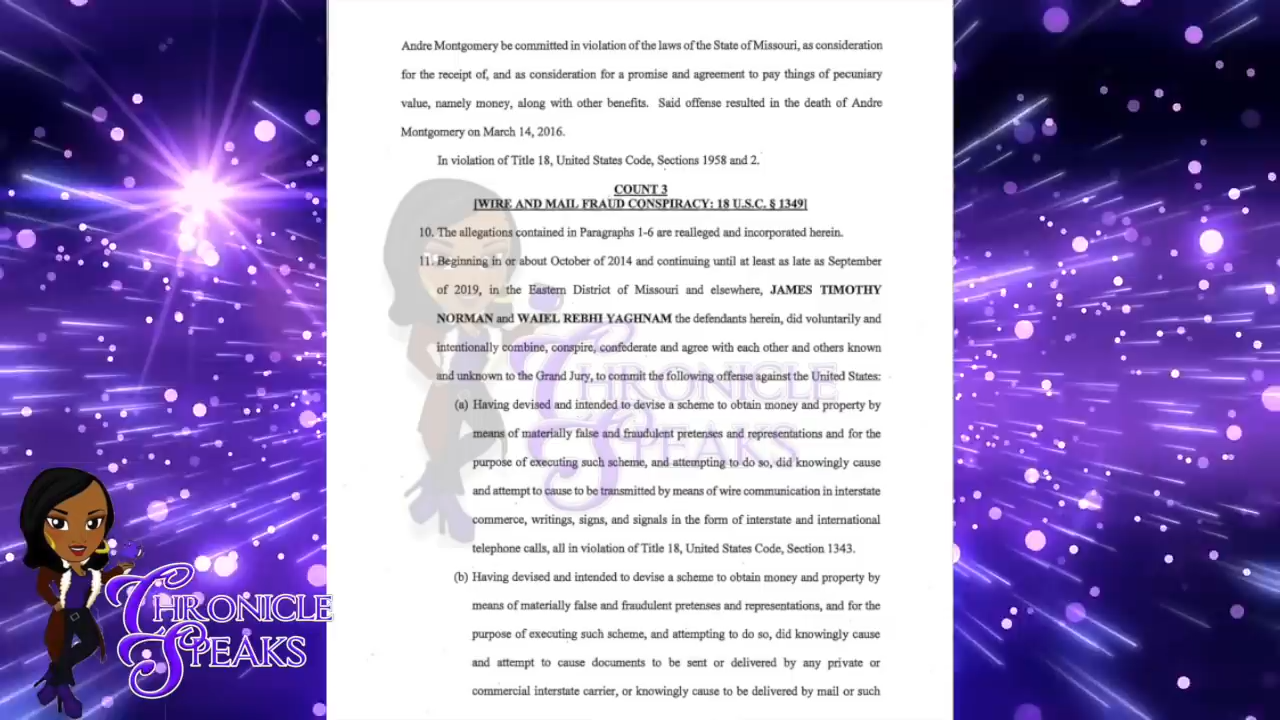 Andre Montgomery be committed in violation of the laws of the State of Missouri, as consideration
for the receipt of, and as consideration for a promise and agreement to pay things of pecuniary
value, namely money, along with other benefits. Said offense resulted in the death of Andre
Montgomery on March 14, 2016.
In violation of Title 18, United States Code, Sections 1958 and 2.
COUNT 3
[WIRE AND MAIL FRAUD CONSPIRACY: 18 U.S.C. § 1349]
10. The allegations contained in Paragraphs 1-6 are realleged and incorporated herein.
11. Beginning in or about October of 2014 and continuing until at least as late as September
of 2019, in the Eastern District of Missouri and elsewhere, JAMES TIMOTHY
NORMAN and WAIEL REBHI YAGHNAM the defendants herein, did voluntarily and
intentionally combine, conspire, confederate and agree with each other and others known
and unknown to the Grand Jury, to commit the following offense against the United States:
(a) Having devised and intended to devise a scheme to obtain money and property by
means of materially false and fraudulent pretenses and representations and for the
purpose of executing such scheme, and attempting to do so, did knowingly cause
and attempt to cause to be transmitted by means of wire communication in interstate
commerce, writings, signs, and signals in the form of interstate and international
telephone calls, all in violation of Title 18, United States Code, Section 1343.
(b) Having devised and intended to devise a scheme to obtain money and property by
means of materially false and fraudulent pretenses and representations, and for the
purpose of executing such scheme, and attempting to do so, did knowingly cause
and attempt to cause documents to be sent or delivered by any private or
commercial interstate carrier, or knowingly cause to be delivered by mail or such
CHRONICLE
SPEAKS
CHRONICLE
SPEAKS